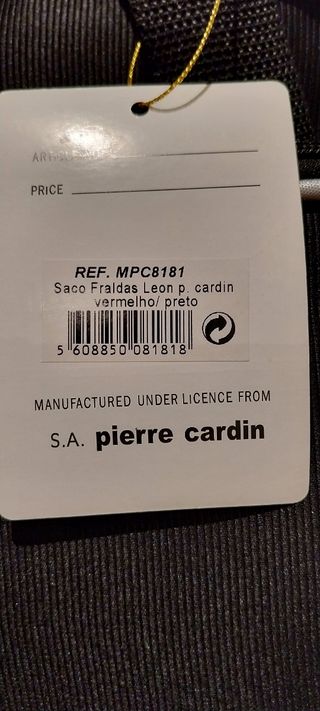 PRICE
REF. MPC8181
Saco Fraldas Leon p. cardin
vermelho/ preto
5 608850 081818
MANUFACTURED UNDER LICENCE FROM
S.A. pierre cardin